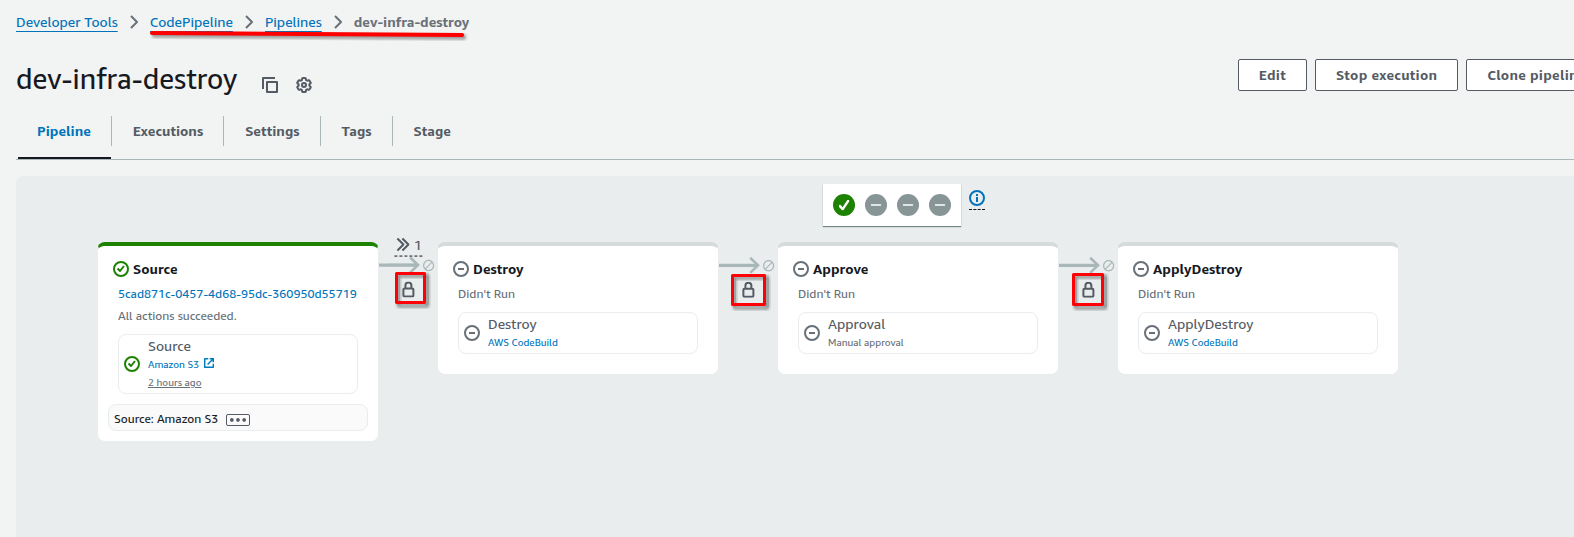 Developer Tools > CodePipeline > Pipelines > dev-infra-destroy
dev-infra-destroy
Edit
Stop execution
Clone pipelin
Pipeline
Executions
Settings
Tags
Stage
1
Source
5cad871c-0457-4d68-95dc-360950d55719
All actions succeeded.
Source
Amazon S3
2 hours ago
Source: Amazon S3
Destroy
Didn't Run
Destroy
AWS CodeBuild
Approve
Didn't Run
Approval
Manual approval
ApplyDestroy
Didn't Run
ApplyDestroy
AWS CodeBuild